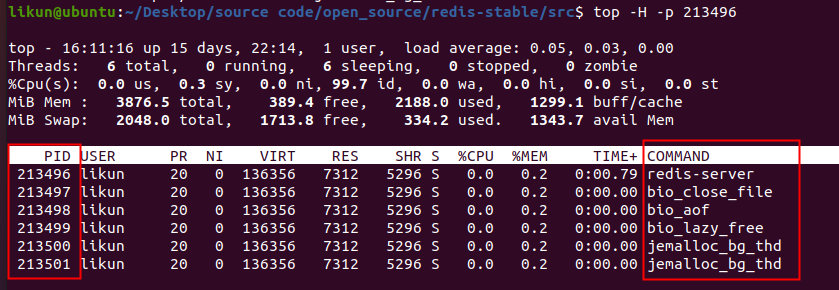 likun@ubuntu:~/Desktop/source code/open_source/redis-stable/src$ top -H -p 213496
top - 16:11:16 up 15 days, 22:14,  1 user,  load average: 0.05, 0.03, 0.00
Threads:   6 total,   0 running,   6 sleeping,   0 stopped,   0 zombie
%Cpu(s):  0.0 us,  0.3 sy,  0.0 ni, 99.7 id,  0.0 wa,  0.0 hi,  0.0 si,  0.0 st
MiB Mem :   3876.5 total,    389.4 free,   2188.0 used,   1299.1 buff/cache
MiB Swap:   2048.0 total,   1713.8 free,    334.2 used.   1343.7 avail Mem
PID USER      PR  NI    VIRT    RES    SHR S  %CPU  %MEM     TIME+ COMMAND
213496 likun     20   0  136356   7312   5296 S   0.0   0.2   0:00.79 redis-server
213497 likun     20   0  136356   7312   5296 S   0.0   0.2   0:00.00 bio_close_file
213498 likun     20   0  136356   7312   5296 S   0.0   0.2   0:00.00 bio_aof
213499 likun     20   0  136356   7312   5296 S   0.0   0.2   0:00.00 bio_lazy_free
213500 likun     20   0  136356   7312   5296 S   0.0   0.2   0:00.00 jemalloc_bg_thd
213501 likun     20   0  136356   7312   5296 S   0.0   0.2   0:00.00 jemalloc_bg_thd